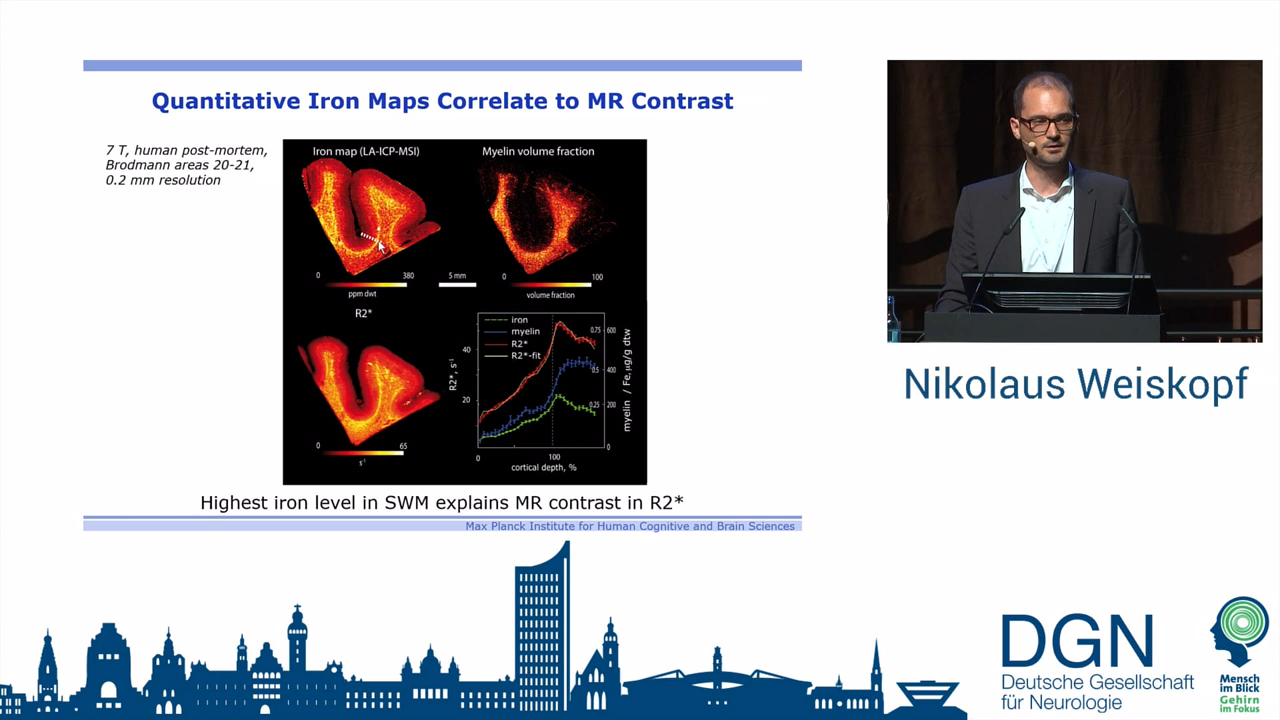 Quantitative Iron Maps Correlate to MR Contrast
7 T, human post-mortem,
Brodmann areas 20-21,
0.2 mm resolution
Iron map (LA-ICP-MSI)
Myelin volume fraction
0
380
ppm dwt
5 mm
0
100
volume fraction
R2*
0
65
s⁻¹
iron
myelin
R2*
R2*-fit
40
20
R2*, s⁻¹
0.75
0.5
0.25
600
400
200
0
myelin / Fe, µg/g dtw
0
100
cortical depth, %
Highest iron level in SWM explains MR contrast in R2*
Max Planck Institute for Human Cognitive and Brain Sciences
Nikolaus Weiskopf
DGN
Deutsche Gesellschaft
für Neurologie
Mensch
im Blick
Gehirn
im Fokus